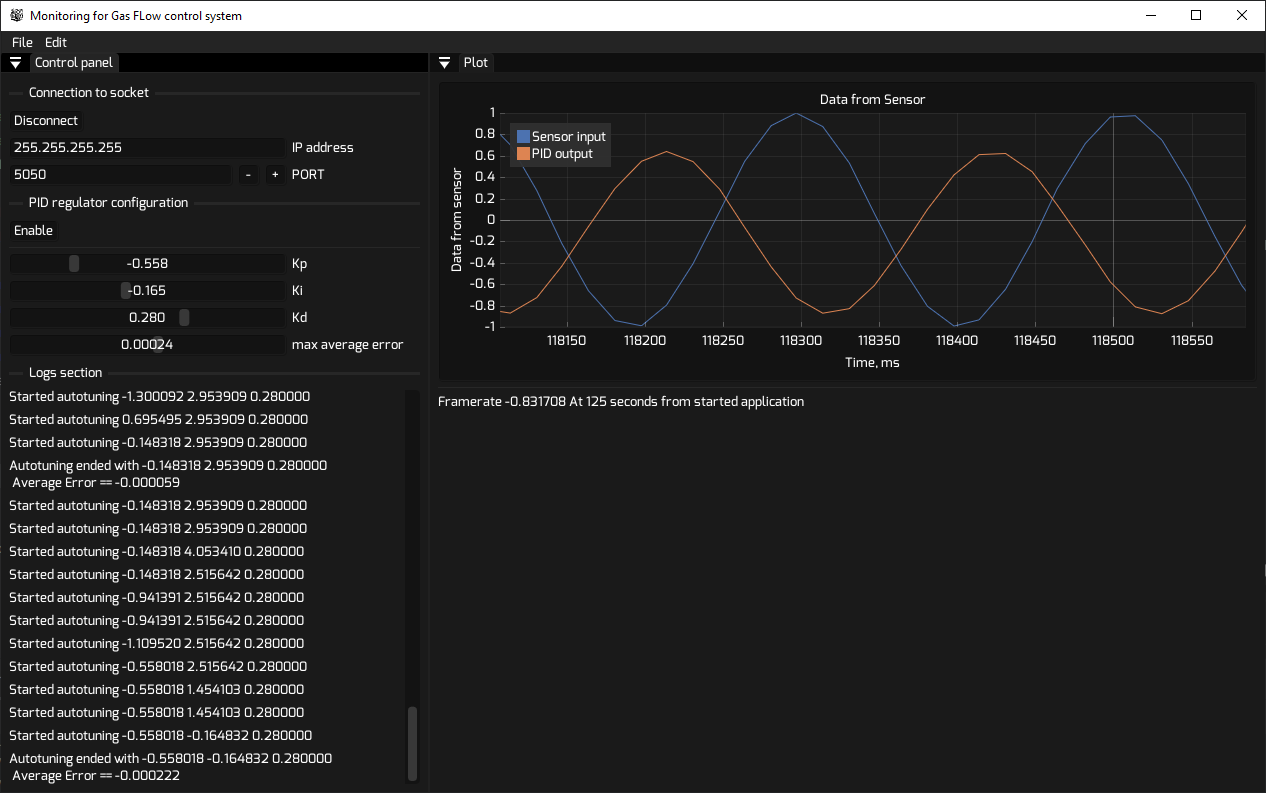 Monitoring for Gas FLow control system
File Edit
Control panel
Connection to socket
Disconnect
255.255.255.255 IP address
5050 - + PORT
PID regulator configuration
Enable
-0.558 Kp
-0.165 Ki
0.280 Kd
0.00024 max average error
Logs section
Started autotuning -1.300092 2.953909 0.280000
Started autotuning 0.695495 2.953909 0.280000
Started autotuning -0.148318 2.953909 0.280000
Autotuning ended with -0.148318 2.953909 0.280000
Average Error == -0.000059
Started autotuning -0.148318 2.953909 0.280000
Started autotuning -0.148318 2.953909 0.280000
Started autotuning -0.148318 4.053410 0.280000
Started autotuning -0.148318 2.515642 0.280000
Started autotuning -0.941391 2.515642 0.280000
Started autotuning -0.941391 2.515642 0.280000
Started autotuning -1.109520 2.515642 0.280000
Started autotuning -0.558018 2.515642 0.280000
Started autotuning -0.558018 1.454103 0.280000
Started autotuning -0.558018 1.454103 0.280000
Started autotuning -0.558018 -0.164832 0.280000
Autotuning ended with -0.558018 -0.164832 0.280000
Average Error == -0.000222
Plot
Data from Sensor
Sensor input
PID output
Data from sensor
1
0.8
0.6
0.4
0.2
0
-0.2
-0.4
-0.6
-0.8
-1
118150 118200 118250 118300 118350 118400 118450 118500 118550
Time, ms
Framerate -0.831708 At 125 seconds from started application